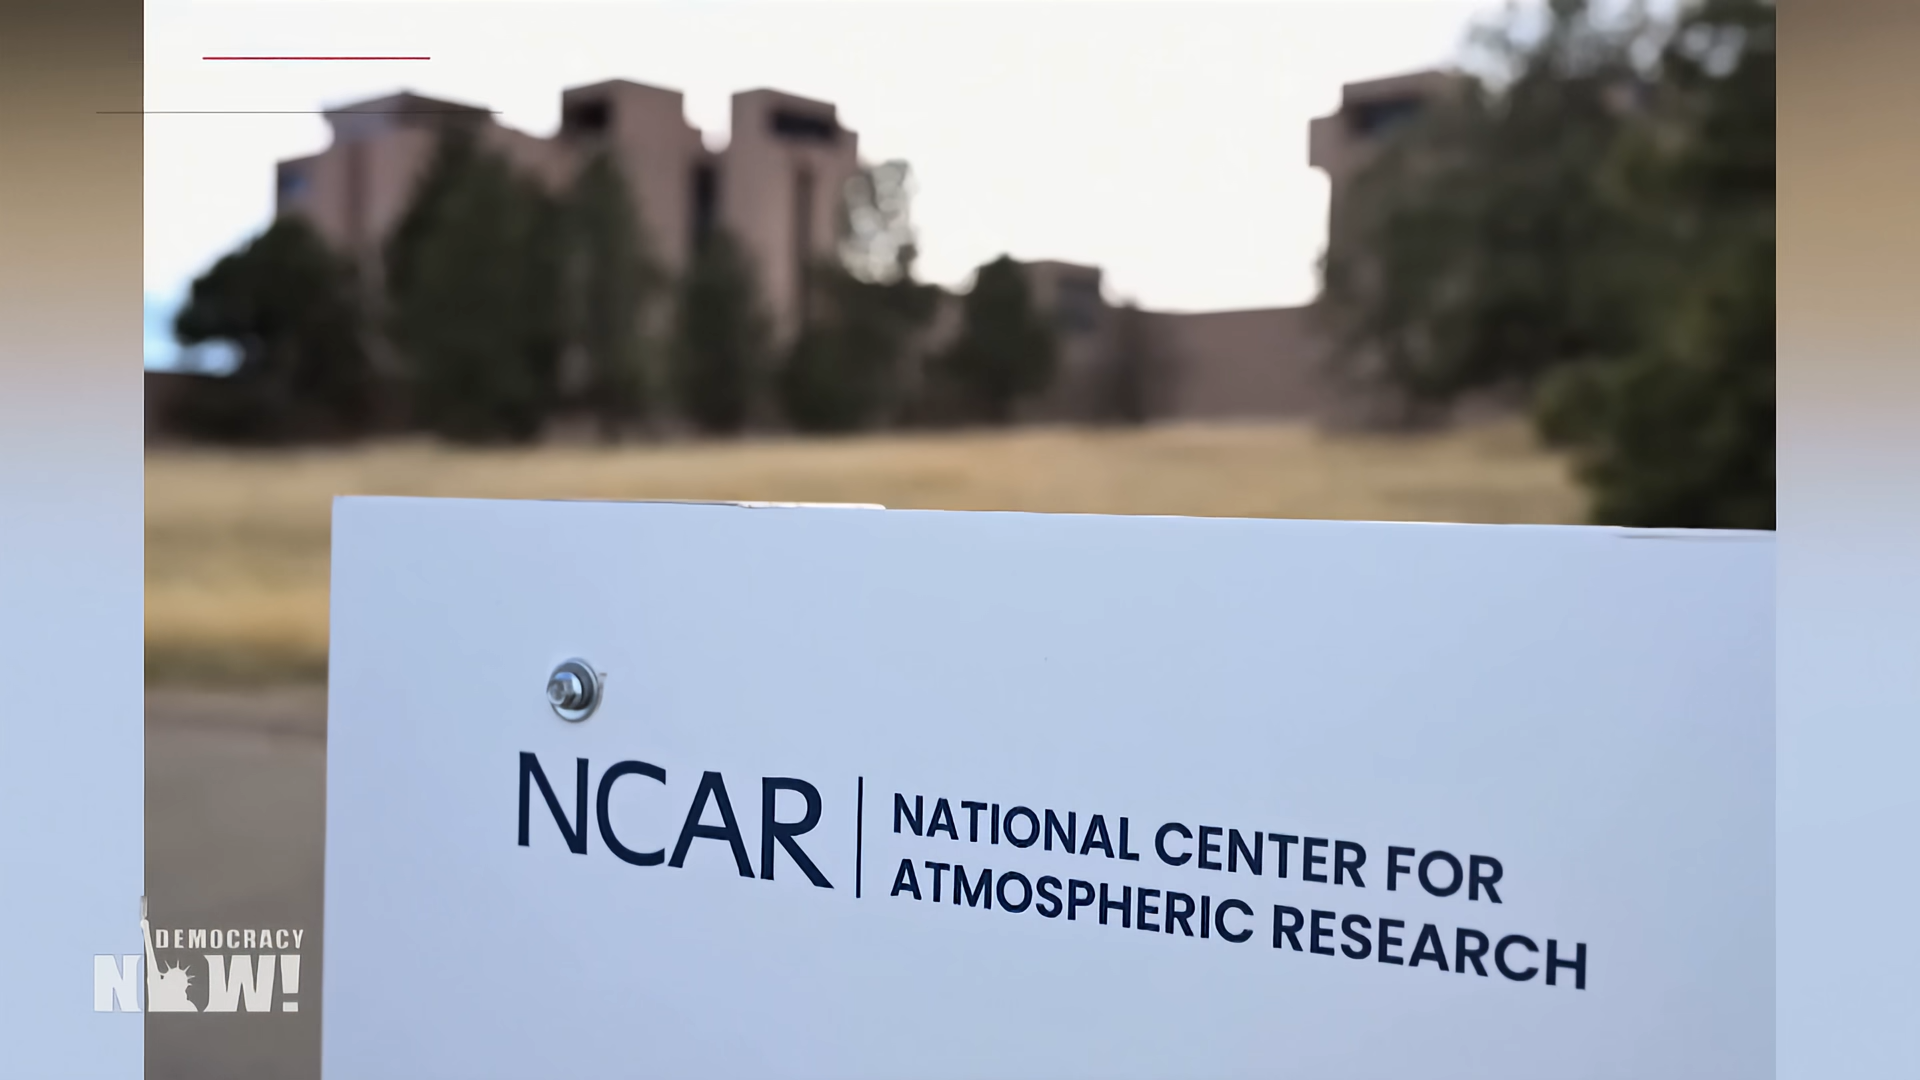 NCAR
NATIONAL CENTER FOR
ATMOSPHERIC RESEARCH
DEMOCRACY
NOW!